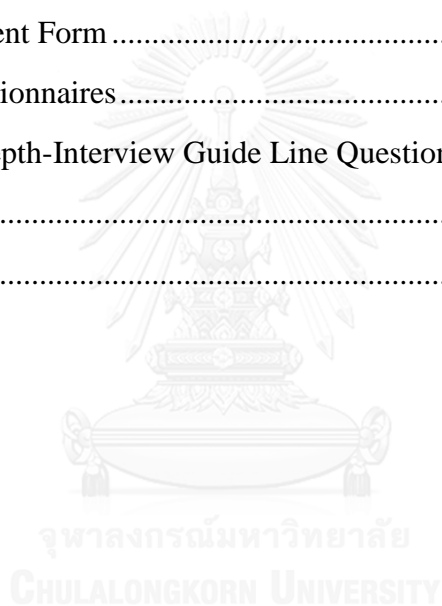 ent Form ..............................................
ionnaires .............................................
epth-Interview Guide Line Question
..........................................................
..........................................................
จุฬาลงกรณ์มหาวิทยาลัย
CHULALONGKORN UNIVERSITY